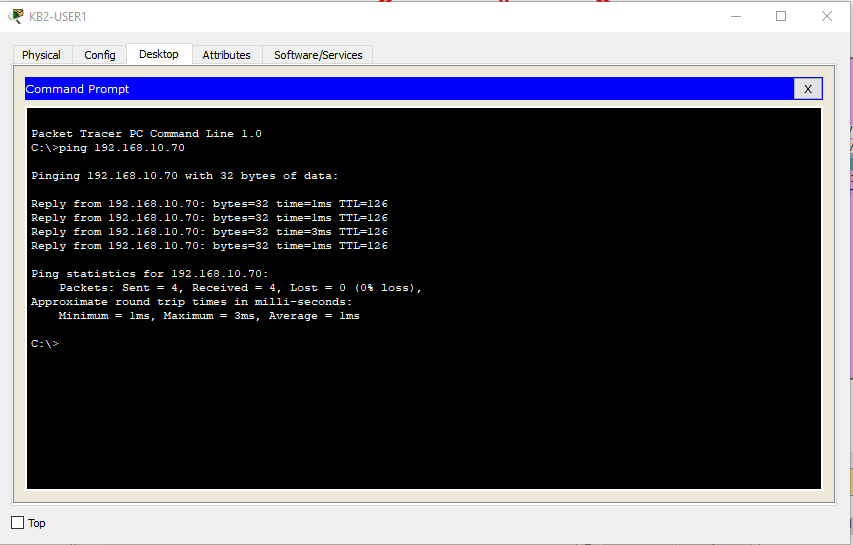 KB2-USER1
Physical Config Desktop Attributes Software/Services
Command Prompt X
Packet Tracer PC Command Line 1.0
C:\>ping 192.168.10.70
Pinging 192.168.10.70 with 32 bytes of data:
Reply from 192.168.10.70: bytes=32 time=1ms TTL=126
Reply from 192.168.10.70: bytes=32 time=1ms TTL=126
Reply from 192.168.10.70: bytes=32 time=3ms TTL=126
Reply from 192.168.10.70: bytes=32 time=1ms TTL=126
Ping statistics for 192.168.10.70:
Packets: Sent = 4, Received = 4, Lost = 0 (0% loss),
Approximate round trip times in milli-seconds:
Minimum = 1ms, Maximum = 3ms, Average = 1ms
C:\>
Top